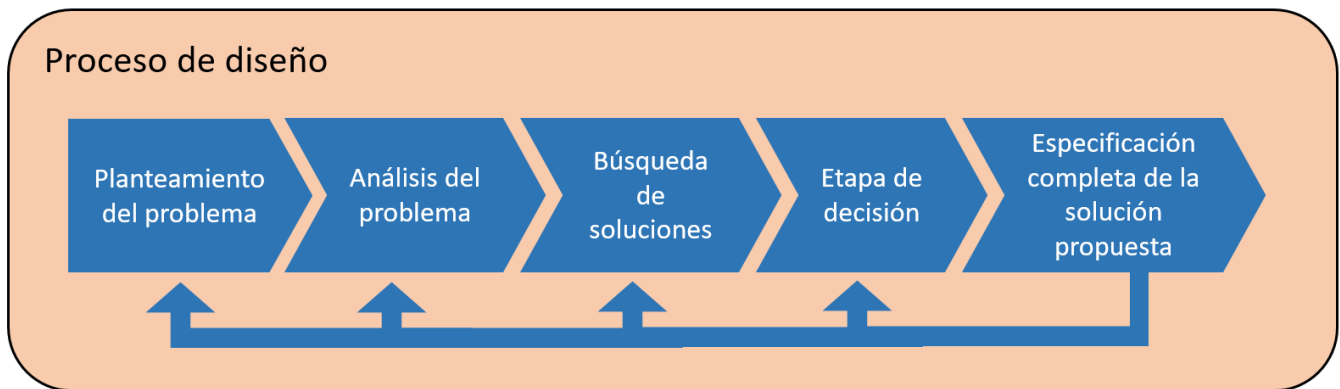 Proceso de diseño
Planteamiento
del problema
Análisis del
problema
Búsqueda
de
soluciones
Etapa de
decisión
Especificación
completa de la
solución
propuesta